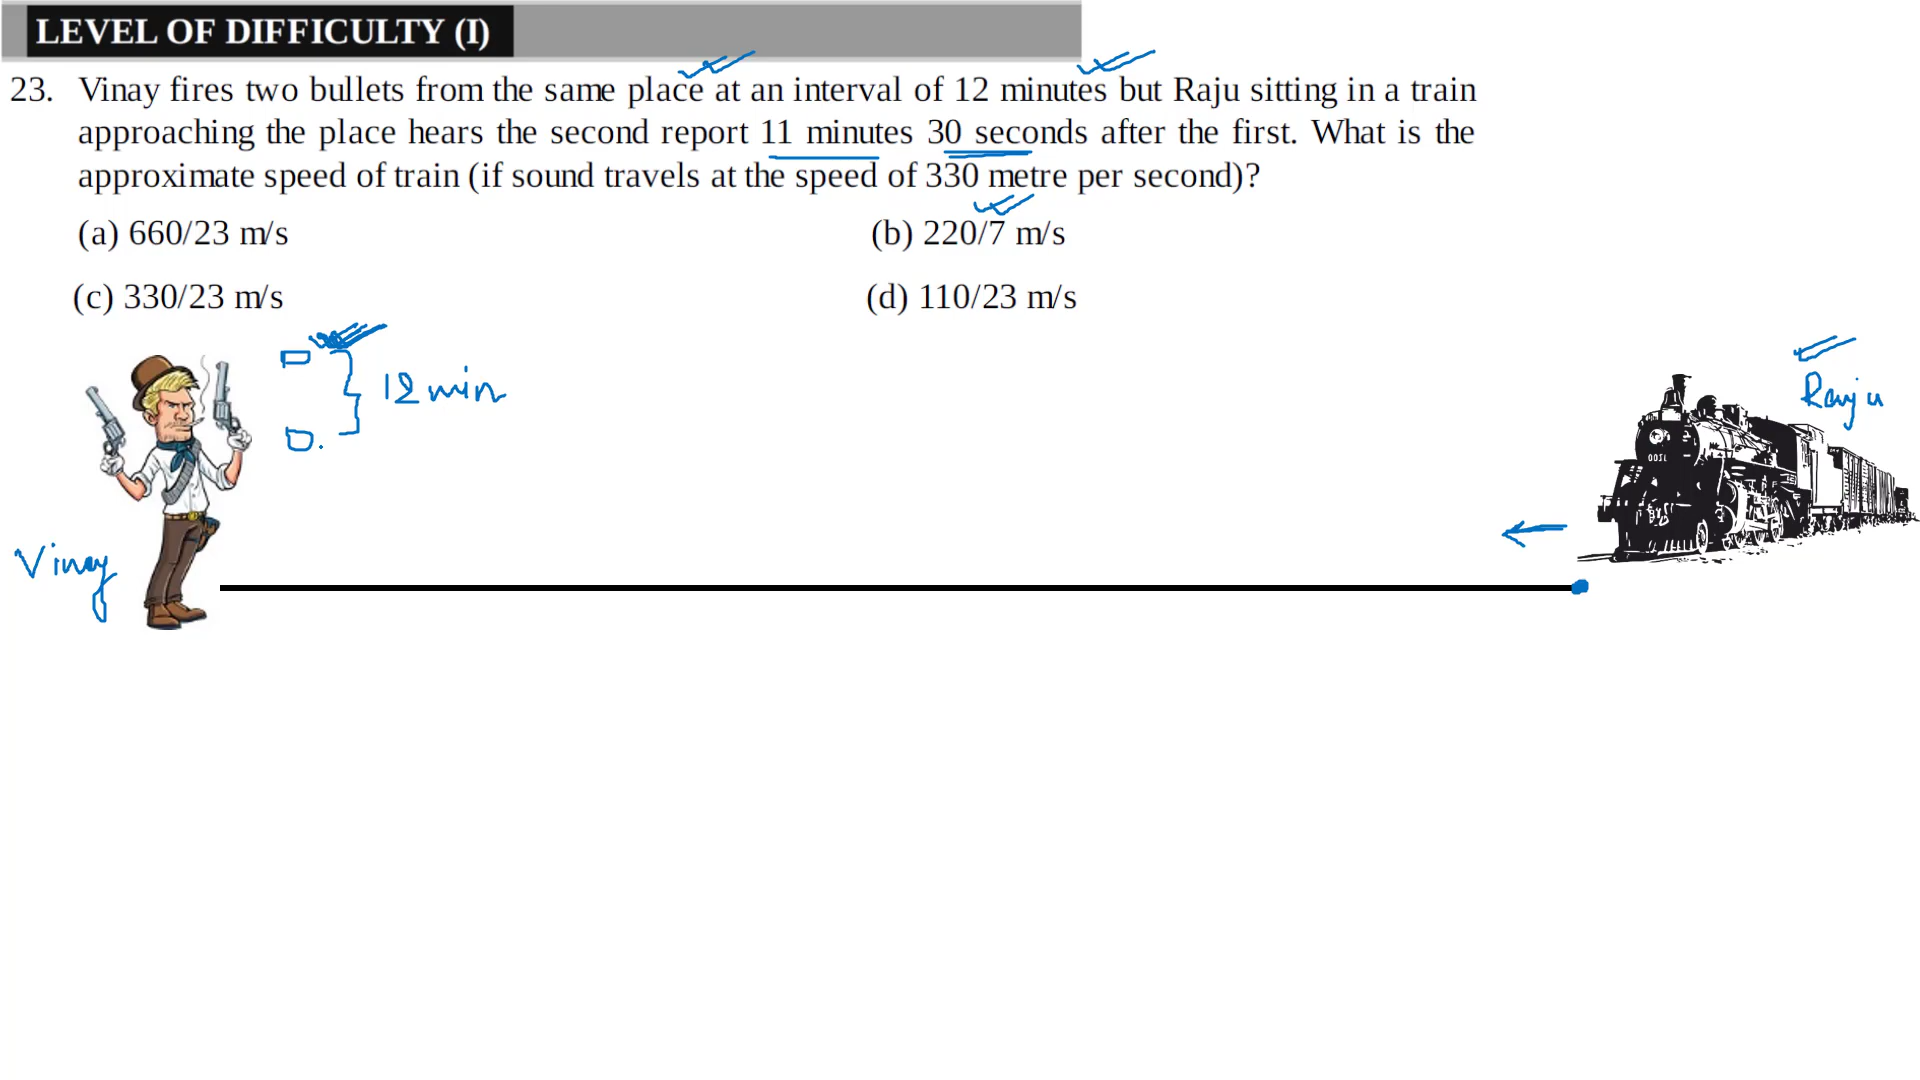 LEVEL OF DIFFICULTY (I)
23. Vinay fires two bullets from the same place at an interval of 12 minutes but Raju sitting in a train
approaching the place hears the second report 11 minutes 30 seconds after the first. What is the
approximate speed of train (if sound travels at the speed of 330 metre per second)?
(a) 660/23 m/s (b) 220/7 m/s
(c) 330/23 m/s (d) 110/23 m/s
12 min
Raju
Vinay